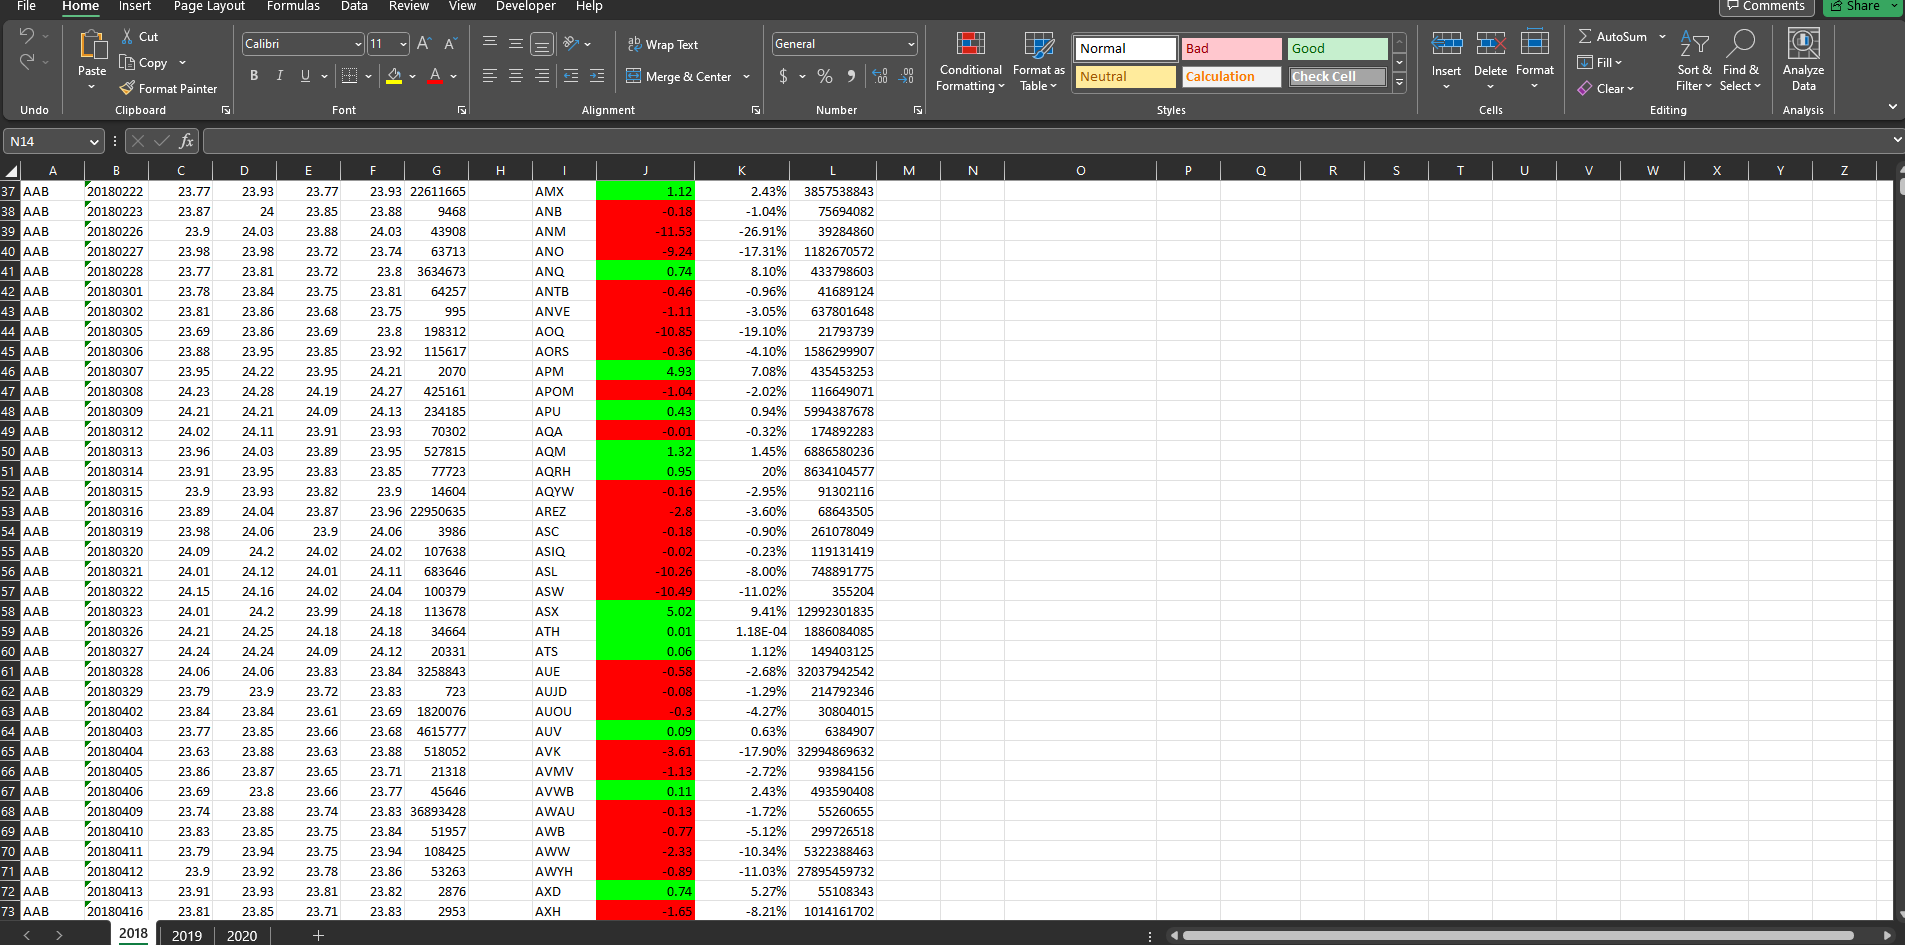 File Home Insert Page Layout Formulas Data Review View Developer Help Comments Share
Paste Cut Calibri 11 A A Wrap Text General Conditional Format as Normal Bad Good Insert Delete Format AutoSum Sort & Find & Analyze
Copy B I U A Merge & Center $ % 9 Formatting Table Neutral Calculation Check Cell Fill Filter Select Data
Format Painter Clear
Undo Clipboard Font Alignment Number Styles Cells Editing Analysis
N14 fx
A B C D E F G H I J K L M N O P Q R S T U V W X Y Z
37 AAB 20180222 23.77 23.93 23.77 23.93 22611665 AMX 1.12 2.43% 3857538843
38 AAB 20180223 23.87 24 23.85 23.88 9468 ANB -0.18 -1.04% 75694082
39 AAB 20180226 23.9 24.03 23.88 24.03 43908 ANM -11.53 -26.91% 39284860
40 AAB 20180227 23.98 23.98 23.72 23.74 63713 ANO -9.24 -17.31% 1182670572
41 AAB 20180228 23.77 23.81 23.72 23.8 3634673 ANQ 0.74 8.10% 433798603
42 AAB 20180301 23.78 23.84 23.75 23.81 64257 ANTB -0.46 -0.96% 41689124
43 AAB 20180302 23.81 23.86 23.68 23.75 995 ANVE -1.11 -3.05% 637801648
44 AAB 20180305 23.69 23.86 23.69 23.8 198312 AOQ -10.85 -19.10% 21793739
45 AAB 20180306 23.88 23.95 23.85 23.92 115617 AORS -0.36 -4.10% 1586299907
46 AAB 20180307 23.95 24.22 23.95 24.21 2070 APM 4.93 7.08% 435453253
47 AAB 20180308 24.23 24.28 24.19 24.27 425161 APOM -1.04 -2.02% 116649071
48 AAB 20180309 24.21 24.21 24.09 24.13 234185 APU 0.43 0.94% 5994387678
49 AAB 20180312 24.02 24.11 23.91 23.93 70302 AQA -0.01 -0.32% 174892283
50 AAB 20180313 23.96 24.03 23.89 23.95 527815 AQM 1.32 1.45% 6886580236
51 AAB 20180314 23.91 23.95 23.83 23.85 77723 AQRH 0.95 20% 8634104577
52 AAB 20180315 23.9 23.93 23.82 23.9 14604 AQYW -0.16 -2.95% 91302116
53 AAB 20180316 23.89 24.04 23.87 23.96 22950635 AREZ -2.8 -3.60% 68643505
54 AAB 20180319 23.98 24.06 23.9 24.06 3986 ASC -0.18 -0.90% 261078049
55 AAB 20180320 24.09 24.2 24.02 24.02 107638 ASIQ -0.02 -0.23% 119131419
56 AAB 20180321 24.01 24.12 24.01 24.11 683646 ASL -10.26 -8.00% 748891775
57 AAB 20180322 24.15 24.16 24.02 24.04 100379 ASW -10.49 -11.02% 355204
58 AAB 20180323 24.01 24.2 23.99 24.18 113678 ASX 5.02 9.41% 12992301835
59 AAB 20180326 24.21 24.25 24.18 24.18 34664 ATH 0.01 1.18E-04 1886084085
60 AAB 20180327 24.24 24.24 24.09 24.12 20331 ATS 0.06 1.12% 149403125
61 AAB 20180328 24.06 24.06 23.83 23.84 3258843 AUE -0.58 -2.68% 32037942542
62 AAB 20180329 23.79 23.9 23.72 23.83 723 AUJD -0.08 -1.29% 214792346
63 AAB 20180402 23.84 23.84 23.61 23.69 1820076 AUOU -0.3 -4.27% 30804015
64 AAB 20180403 23.77 23.85 23.66 23.68 4615777 AUV 0.09 0.63% 6384907
65 AAB 20180404 23.63 23.88 23.63 23.88 518052 AVK -3.61 -17.90% 32994869632
66 AAB 20180405 23.86 23.87 23.65 23.71 21318 AVMV -1.13 -2.72% 93984156
67 AAB 20180406 23.69 23.8 23.66 23.77 45646 AVWB 0.11 2.43% 493590408
68 AAB 20180409 23.74 23.88 23.74 23.83 36893428 AWAU -0.13 -1.72% 55260655
69 AAB 20180410 23.83 23.85 23.75 23.84 51957 AWB -0.77 -5.12% 299726518
70 AAB 20180411 23.79 23.94 23.75 23.94 108425 AWW -2.33 -10.34% 5322388463
71 AAB 20180412 23.9 23.92 23.78 23.86 53263 AWYH -0.89 -11.03% 27895459732
72 AAB 20180413 23.91 23.93 23.81 23.82 2876 AXD 0.74 5.27% 55108343
73 AAB 20180416 23.81 23.85 23.71 23.83 2953 AXH -1.65 -8.21% 1014161702
2018 2019 2020